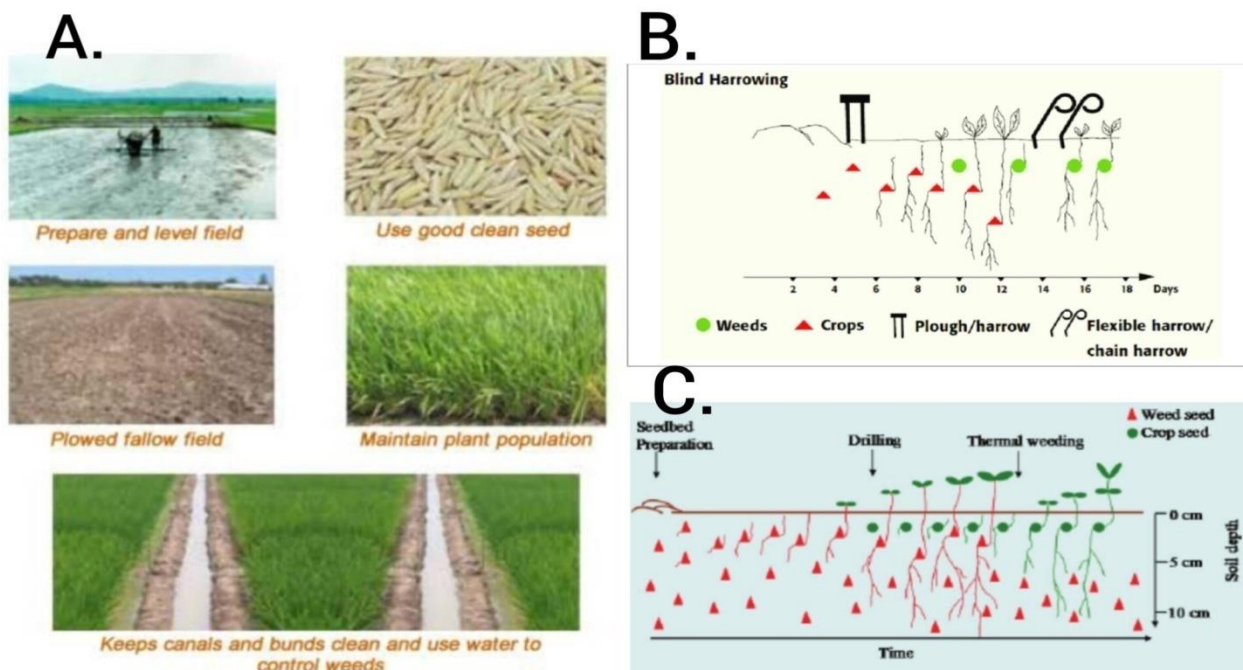 A.
Prepare and level field
Use good clean seed
Plowed fallow field
Maintain plant population
Keeps canals and bunds clean and use water to
control weeds
B.
Blind Harrowing
2 4 6 8 10 12 14 16 18 Days
Weeds Crops Plough/harrow Flexible harrow/
chain harrow
C.
Weed seed
Crop seed
Seedbed
Preparation
Drilling
Thermal weeding
0 cm
5 cm
10 cm
Soil depth
Time